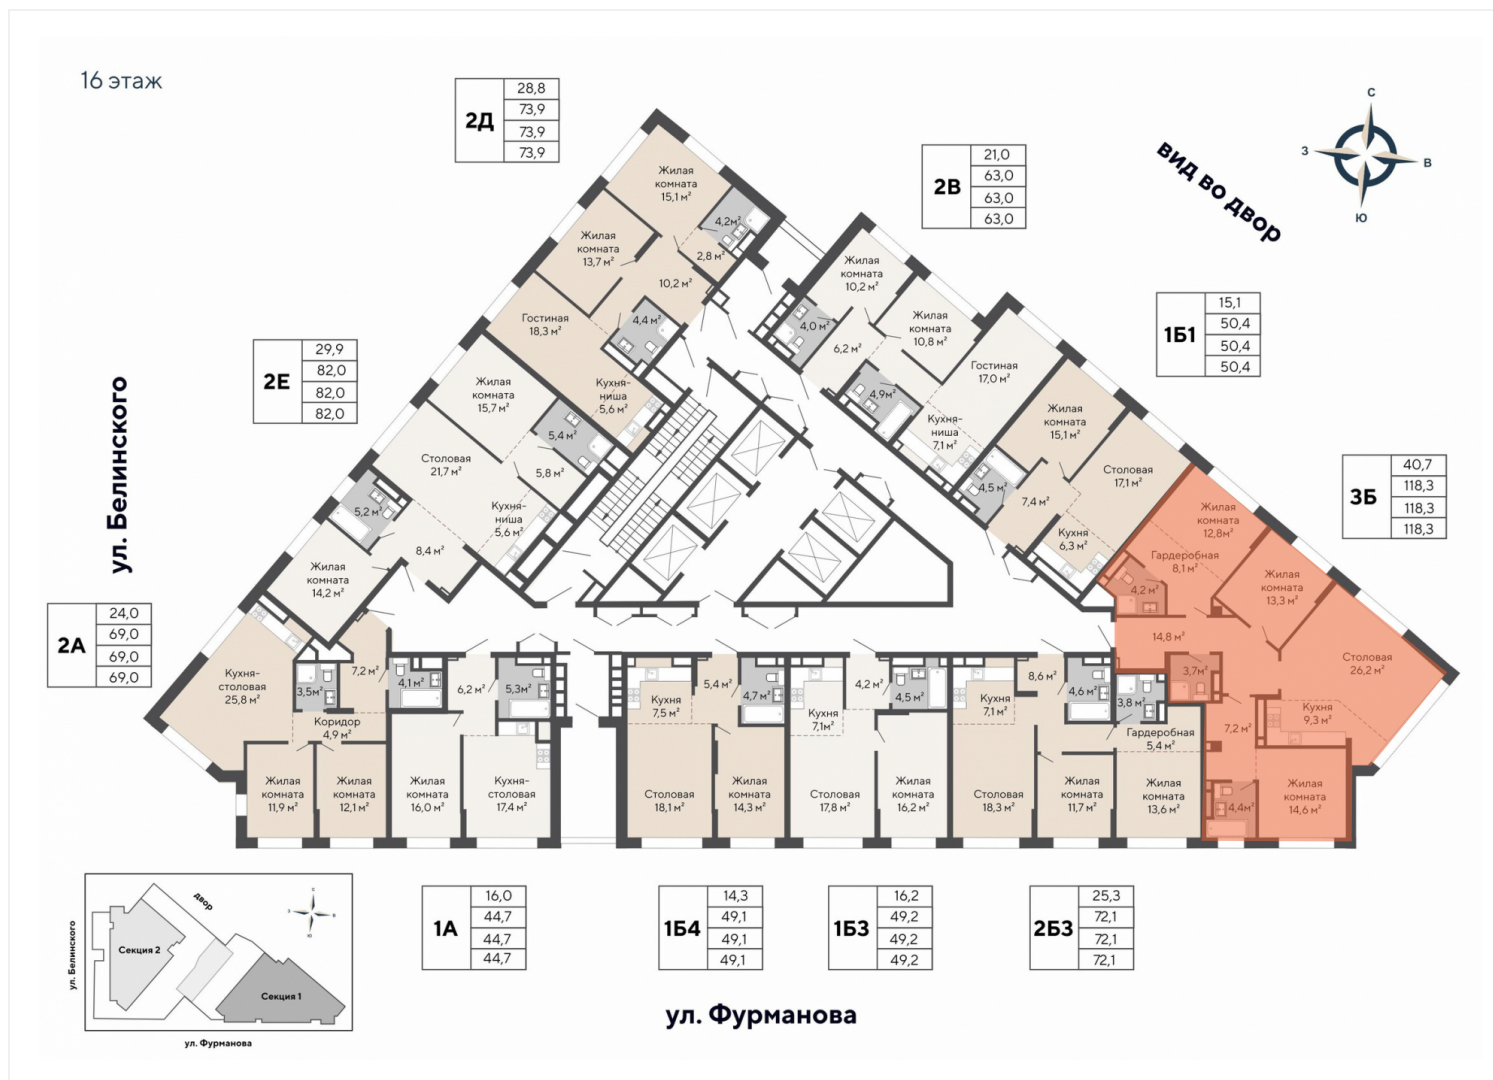 16 этаж
2Д
28,8
73,9
73,9
73,9
2В
21,0
63,0
63,0
63,0
С
З
В
Ю
вид во двор
1Б1
15,1
50,4
50,4
50,4
2Е
29,9
82,0
82,0
82,0
3Б
40,7
118,3
118,3
118,3
ул. Белинского
2А
24,0
69,0
69,0
69,0
Жилая
комната
15,1 м²
4,2м²
2,8 м²
Жилая
комната
13,7 м²
10,2 м²
Гостиная
18,3 м²
4,4 м²
Кухня-
ниша
5,6 м²
Жилая
комната
15,7 м²
5,4 м²
Столовая
21,7 м²
5,8 м²
Кухня-
ниша
5,6 м²
5,2 м²
8,4 м²
Жилая
комната
14,2 м²
Жилая
комната
10,2 м²
4,0 м²
6,2 м²
Жилая
комната
10,8 м²
Гостиная
17,0 м²
4,9м²
Кухня-
ниша
7,1 м²
Жилая
комната
15,1 м²
Столовая
17,1 м²
4,5 м²
7,4 м²
Кухня
6,3 м²
Жилая
комната
12,8м²
Гардеробная
8,1 м²
4,2 м²
Жилая
комната
13,3 м²
14,8 м²
Столовая
26,2 м²
3,7м²
Кухня
9,3 м²
7,2 м²
4,4м²
Жилая
комната
14,6 м²
Кухня-
столовая
25,8 м²
3,5м²
7,2 м²
Коридор
4,9 м²
Жилая
комната
11,9 м²
Жилая
комната
12,1 м²
4,1 м²
6,2 м²
5,3м²
Жилая
комната
16,0 м²
Кухня-
столовая
17,4 м²
Кухня
7,5 м²
5,4 м²
4,7 м²
Столовая
18,1 м²
Жилая
комната
14,3 м²
Кухня
7,1м²
4,2 м²
4,5 м²
Столовая
17,8 м²
Жилая
комната
16,2 м²
Кухня
7,1 м²
8,6 м²
4,6 м²
Столовая
18,3 м²
Жилая
комната
11,7 м²
3,8 м²
Гардеробная
5,4 м²
Жилая
комната
13,6 м²
1А
16,0
44,7
44,7
44,7
1Б4
14,3
49,1
49,1
49,1
1Б3
16,2
49,2
49,2
49,2
2Б3
25,3
72,1
72,1
72,1
ул. Фурманова
ул. Белинского
двор
С
З
В
Ю
Секция 2
Секция 1
ул. Фурманова